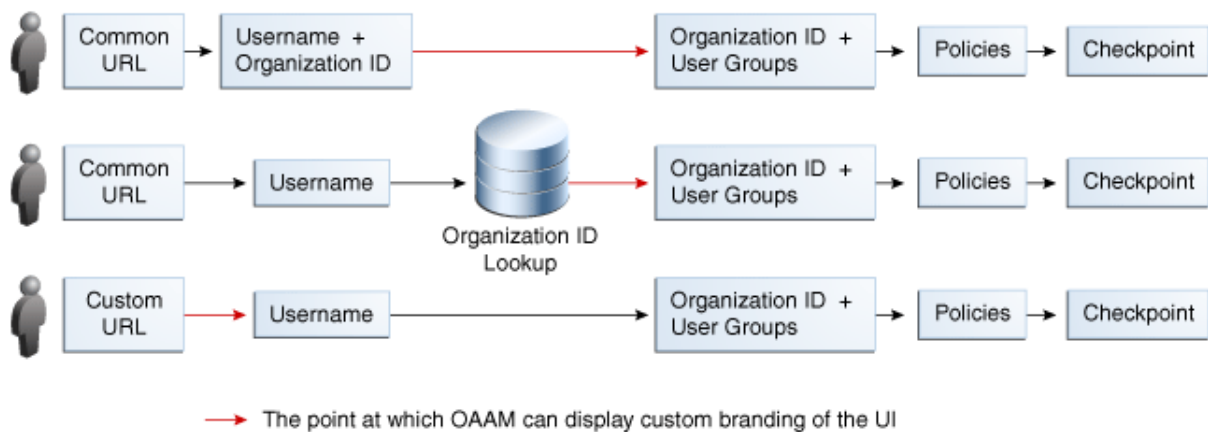 Common
URL
Username +
Organization ID
Organization ID +
User Groups
Policies
Checkpoint
Common
URL
Username
Organization ID
Lookup
Organization ID +
User Groups
Policies
Checkpoint
Custom
URL
Username
Organization ID +
User Groups
Policies
Checkpoint
The point at which OAAM can display custom branding of the UI